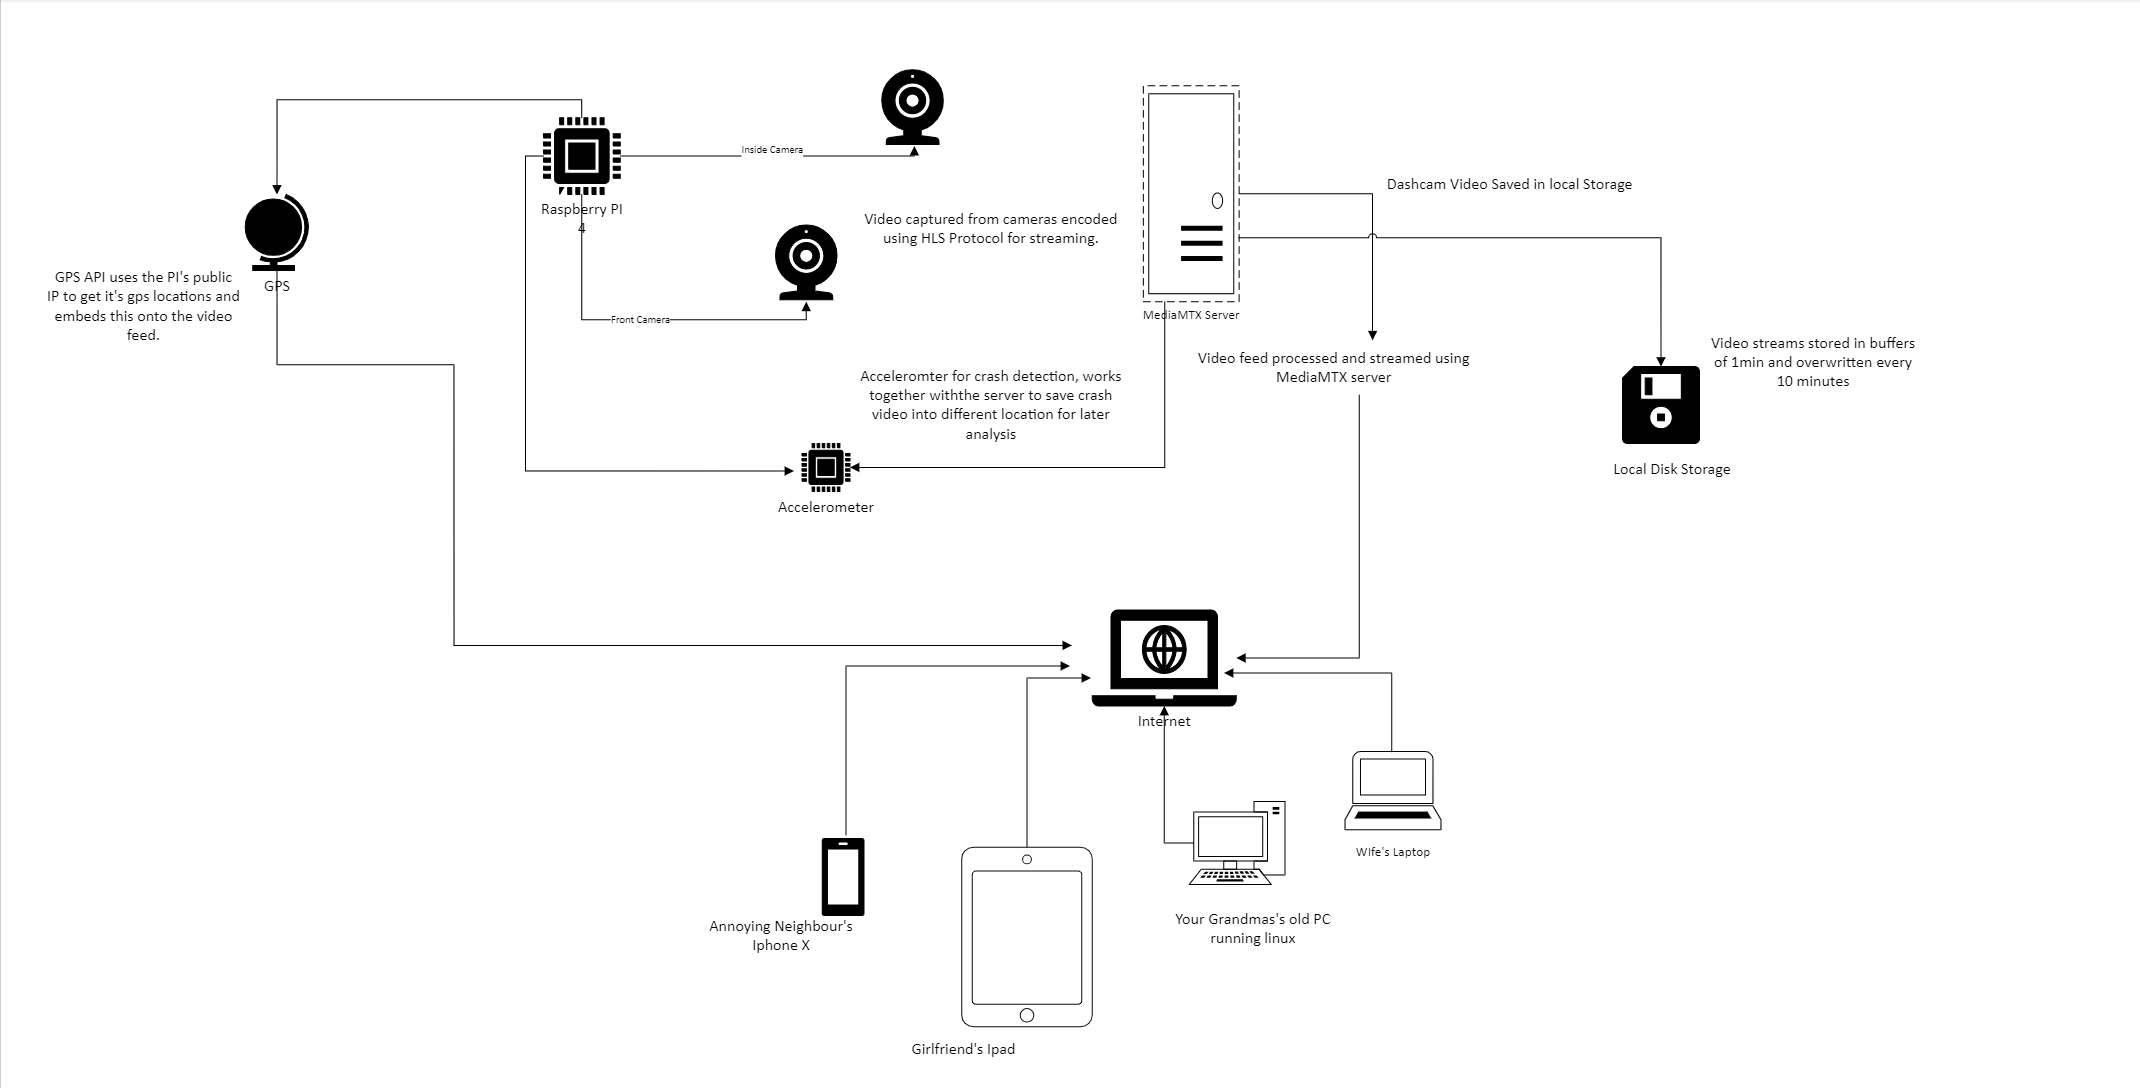 Inside Camera
Dashcam Video Saved in local Storage
Raspberry PI
4
Video captured from cameras encoded
using HLS Protocol for streaming.
GPS API uses the PI's public
IP to get it's gps locations and
embeds this onto the video
feed.
GPS
Front Camera
MediaMTX Server
Video feed processed and streamed using
MediaMTX server
Video streams stored in buffers
of 1min and overwritten every
10 minutes
Acceleromter for crash detection, works
together withthe server to save crash
video into different location for later
analysis
Local Disk Storage
Accelerometer
Internet
WIfe's Laptop
Annoying Neighbour's
Iphone X
Your Grandmas's old PC
running linux
Girlfriend's Ipad